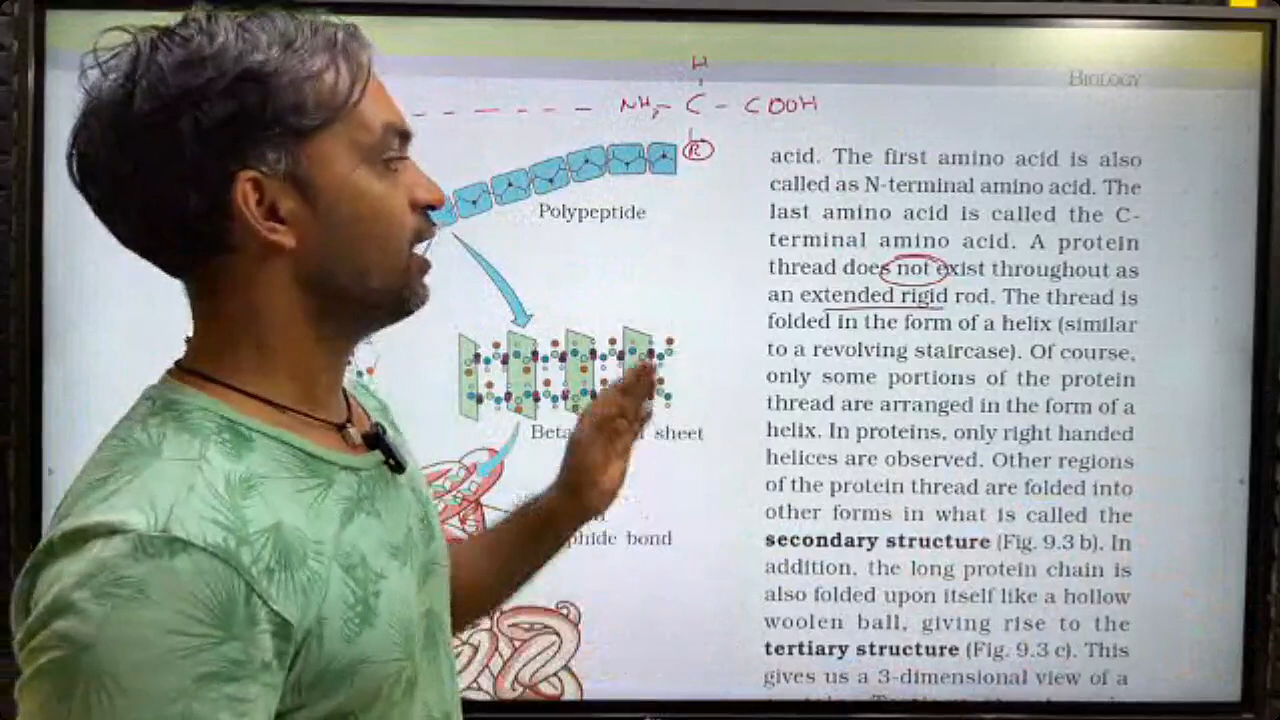 BIOLOGY
H
NH₂ - C - COOH
R
Polypeptide
acid. The first amino acid is also
called as N-terminal amino acid. The
last amino acid is called the C-
terminal amino acid. A protein
thread does not exist throughout as
an extended rigid rod. The thread is
folded in the form of a helix (similar
to a revolving staircase). Of course,
only some portions of the protein
thread are arranged in the form of a
helix. In proteins, only right handed
helices are observed. Other regions
of the protein thread are folded into
other forms in what is called the
secondary structure (Fig. 9.3 b). In
addition, the long protein chain is
also folded upon itself like a hollow
woolen ball, giving rise to the
tertiary structure (Fig. 9.3 c). This
gives us a 3-dimensional view of a
Beta sheet
phide bond